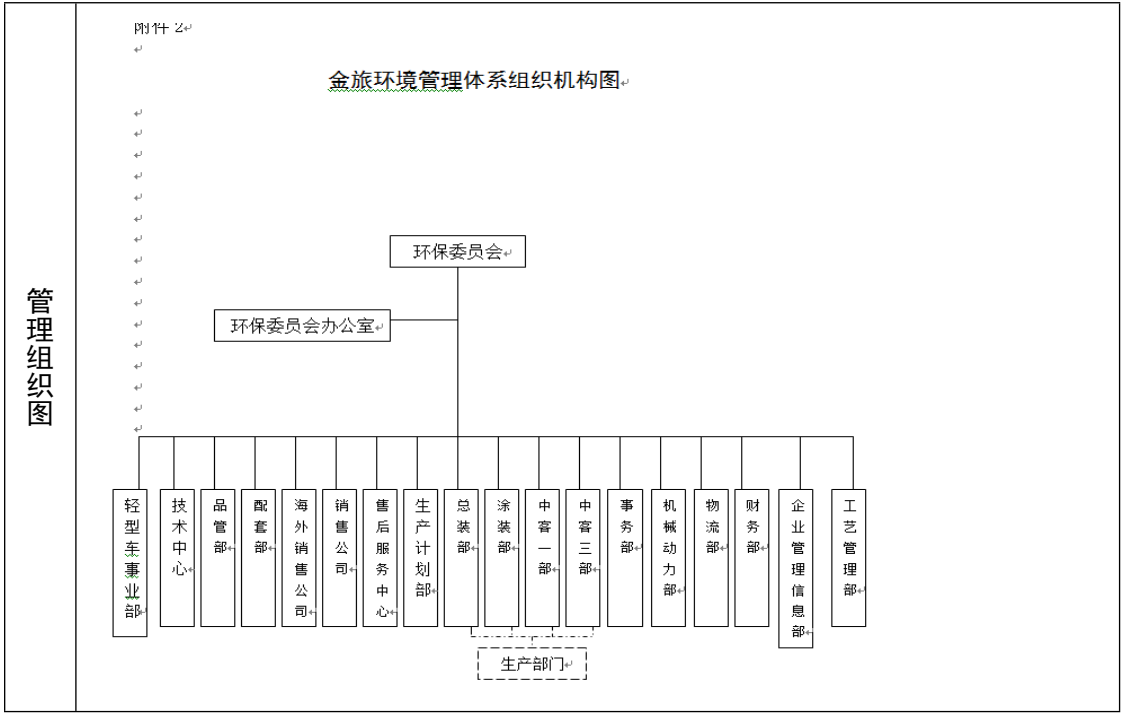 附件 2
金旅环境管理体系组织机构图
管理组织图
环保委员会
环保委员会办公室
轻型车事业部
技术中心
品管部
配套部
海外销售公司
销售公司
售后服务中心
生产计划部
总装部
涂装部
中客一部
中客三部
事务部
机械动力部
物流部
财务部
企业管理信息部
工艺管理部
生产部门